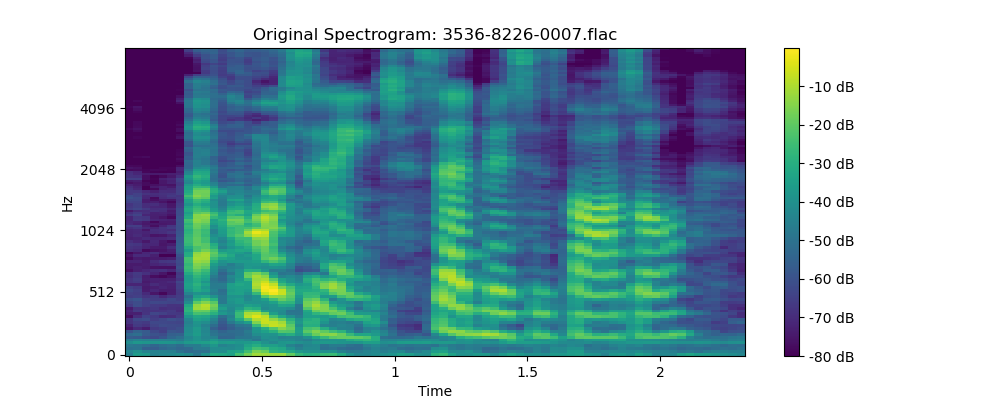 Original Spectrogram: 3536-8226-0007.flac
Hz
4096
2048
1024
512
0
0 0.5 1 1.5 2
Time
-10 dB
-20 dB
-30 dB
-40 dB
-50 dB
-60 dB
-70 dB
-80 dB